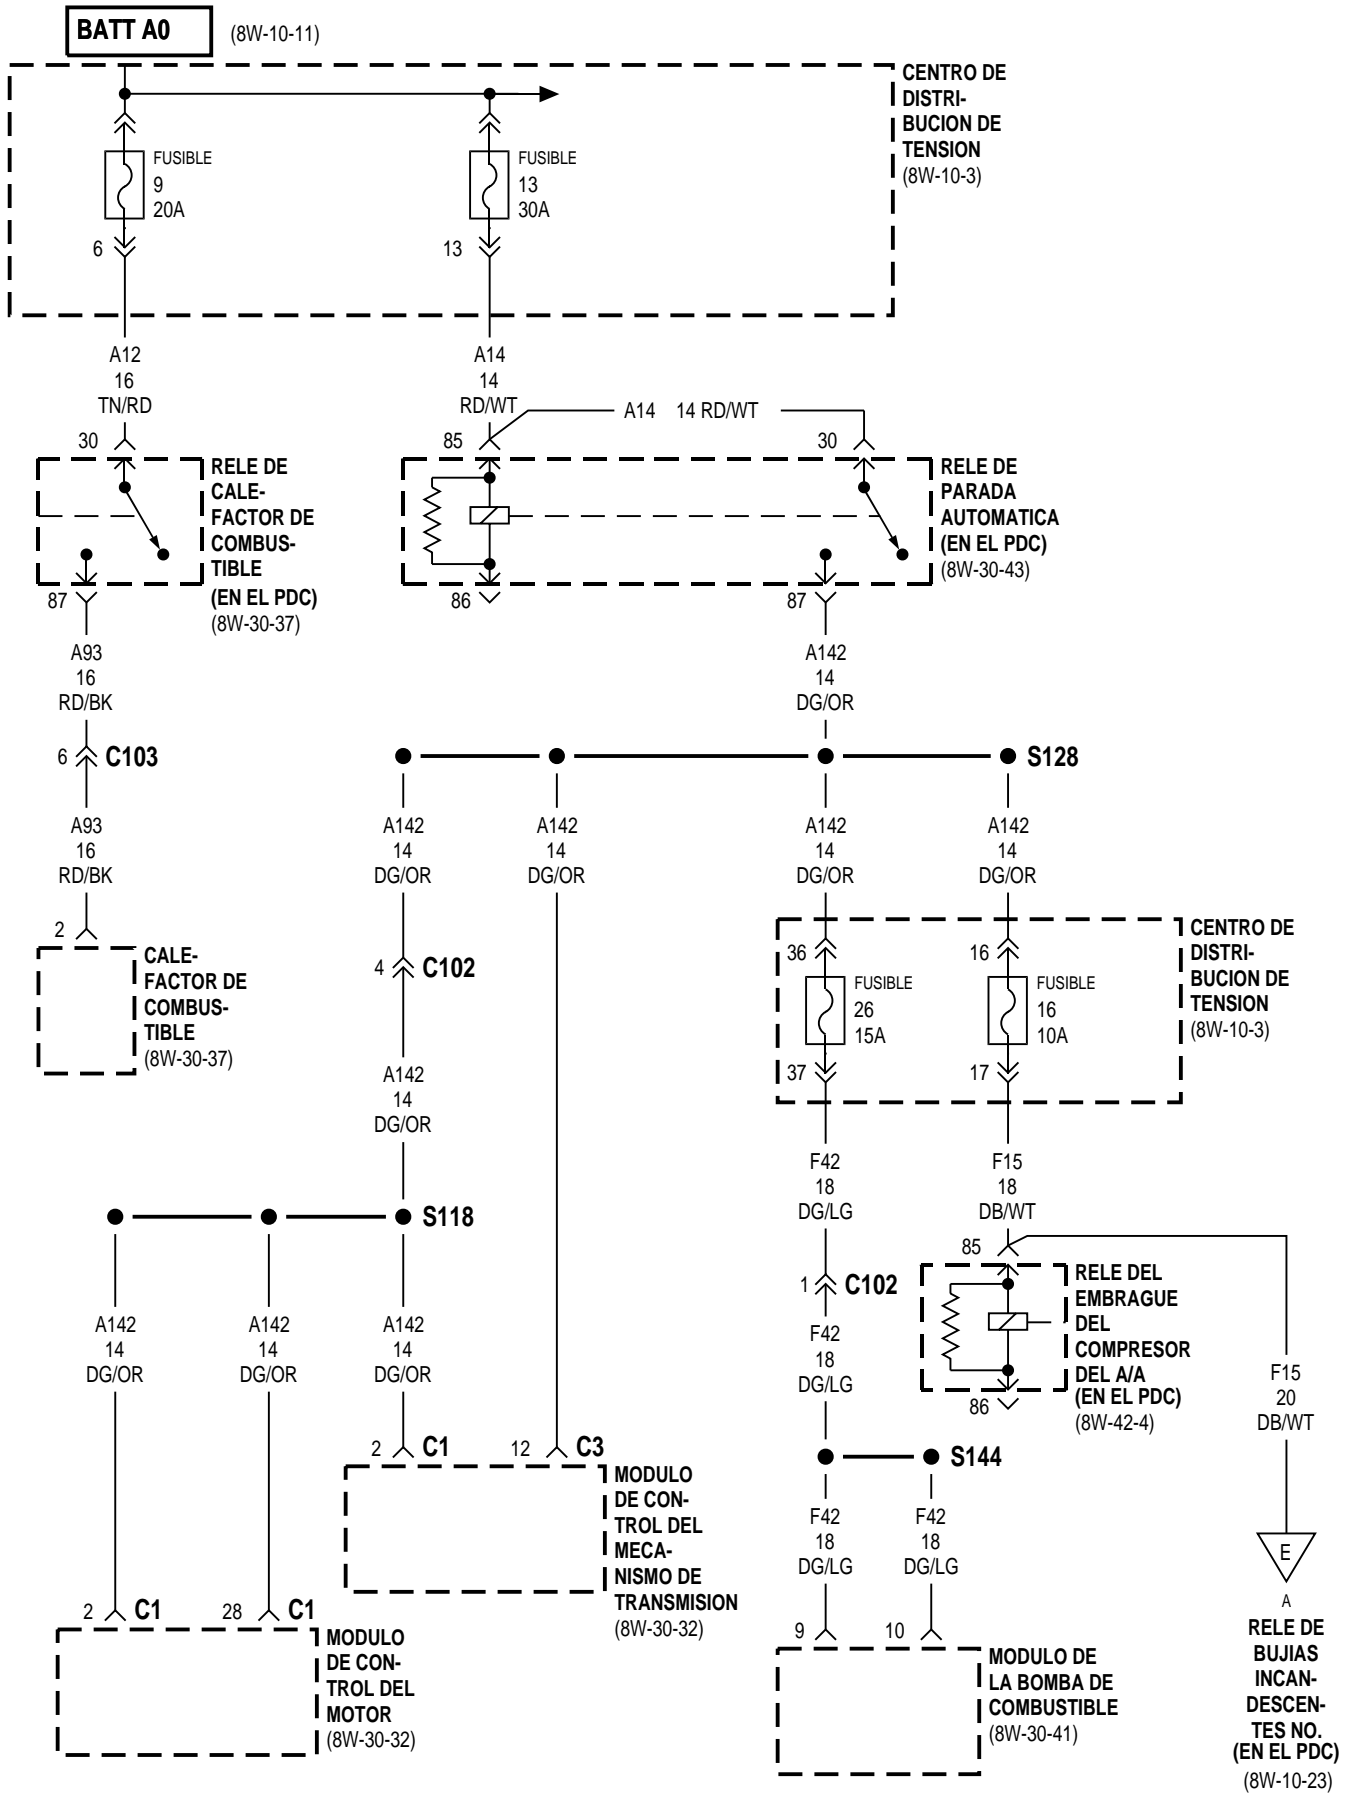 BATT A0
(8W-10-11)
CENTRO DE
DISTRI-
BUCION DE
TENSION
(8W-10-3)
FUSIBLE
9
20A
6
FUSIBLE
13
30A
13
A12
16
TN/RD
A14
14
RD/WT
A14 14 RD/WT
30
RELE DE
CALE-
FACTOR DE
COMBUS-
TIBLE
(EN EL PDC)
(8W-30-37)
87
85
30
RELE DE
PARADA
AUTOMATICA
(EN EL PDC)
(8W-30-43)
86
87
A93
16
RD/BK
A142
14
DG/OR
6
C103
S128
A93
16
RD/BK
A142
14
DG/OR
A142
14
DG/OR
A142
14
DG/OR
A142
14
DG/OR
2
CALE-
FACTOR DE
COMBUS-
TIBLE
(8W-30-37)
4
C102
36
FUSIBLE
26
15A
37
16
FUSIBLE
16
10A
17
CENTRO DE
DISTRI-
BUCION DE
TENSION
(8W-10-3)
A142
14
DG/OR
F42
18
DG/LG
F15
18
DB/WT
S118
85
RELE DEL
EMBRAGUE
DEL
COMPRESOR
DEL A/A
(EN EL PDC)
(8W-42-4)
86
1
C102
A142
14
DG/OR
A142
14
DG/OR
A142
14
DG/OR
F42
18
DG/LG
F15
20
DB/WT
2
C1
12
C3
MODULO
DE CON-
TROL DEL
MECA-
NISMO DE
TRANSMISION
(8W-30-32)
S144
F42
18
DG/LG
F42
18
DG/LG
E
A
RELE DE
BUJIAS
INCAN-
DESCEN-
TES NO.
(EN EL PDC)
(8W-10-23)
2
C1
28
C1
MODULO
DE CON-
TROL DEL
MOTOR
(8W-30-32)
9
10
MODULO DE
LA BOMBA DE
COMBUSTIBLE
(8W-30-41)